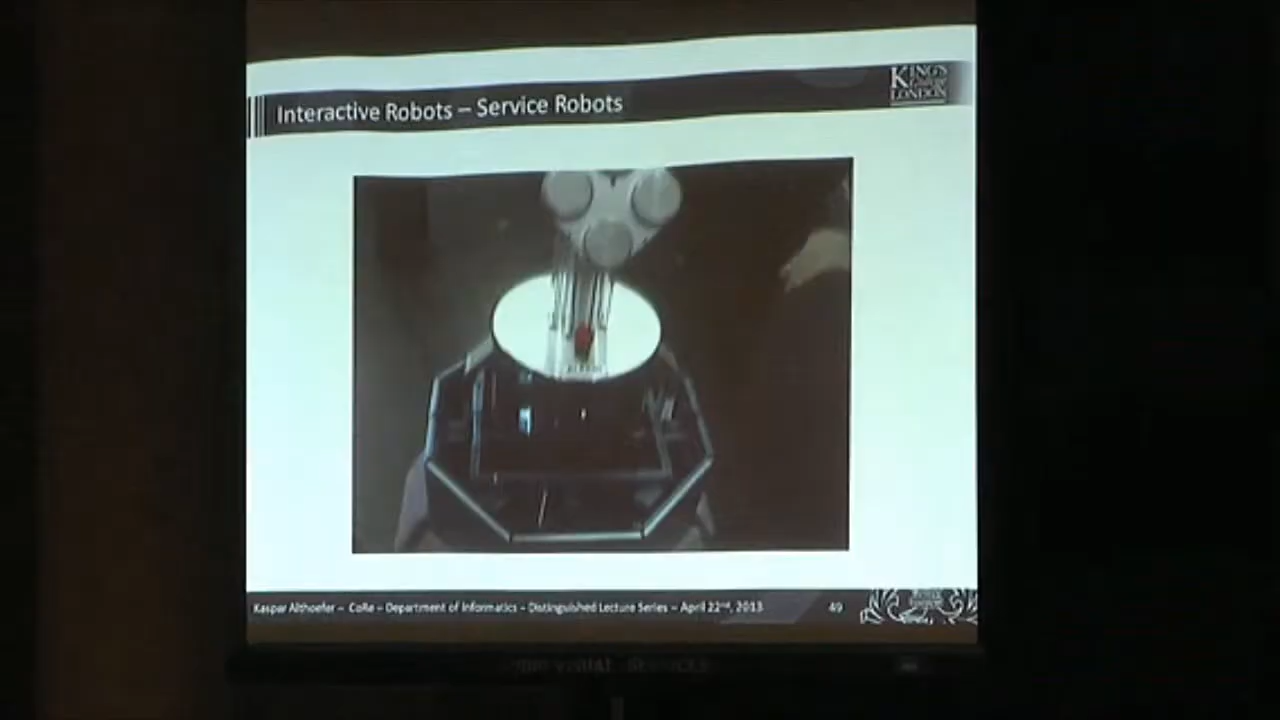 KING'S
College
LONDON
Interactive Robots – Service Robots
Kaspar Althoefer – CoRe – Department of Informatics – Distinguished Lecture Series – April 22nd, 2013
49